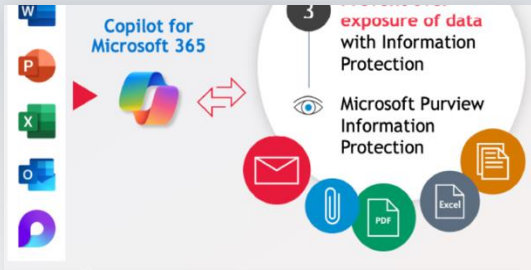 W
P
X
O
Copilot for
Microsoft 365
3
exposure of data
with Information
Protection
Microsoft Purview
Information
Protection
PDF
Excel